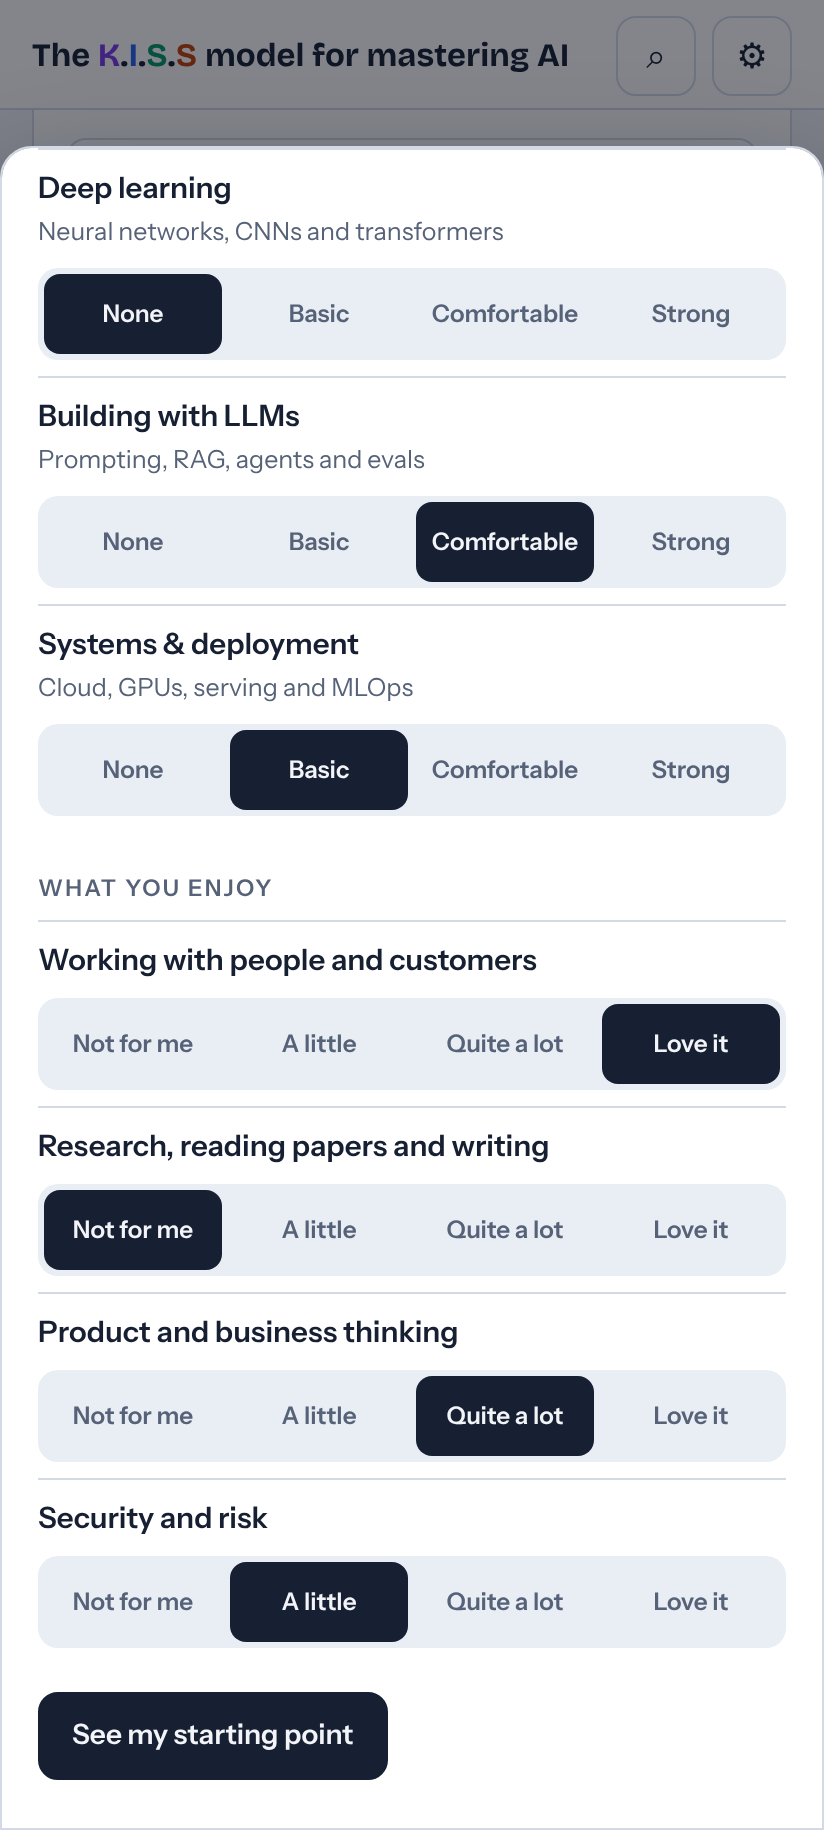 The K.I.S.S model for mastering AI
Deep learning
Neural networks, CNNs and transformers
None Basic Comfortable Strong
Building with LLMs
Prompting, RAG, agents and evals
None Basic Comfortable Strong
Systems & deployment
Cloud, GPUs, serving and MLOps
None Basic Comfortable Strong
WHAT YOU ENJOY
Working with people and customers
Not for me A little Quite a lot Love it
Research, reading papers and writing
Not for me A little Quite a lot Love it
Product and business thinking
Not for me A little Quite a lot Love it
Security and risk
Not for me A little Quite a lot Love it
See my starting point